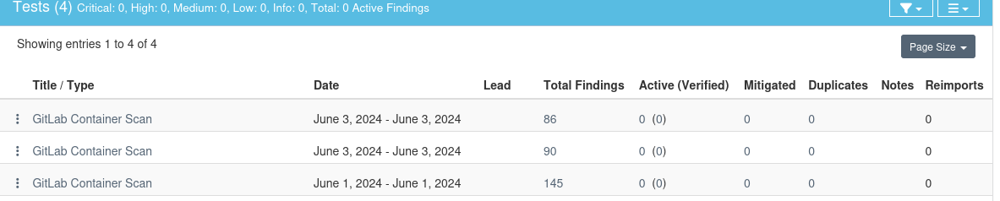 Tests (4) Critical: 0, High: 0, Medium: 0, Low: 0, Info: 0, Total: 0 Active Findings
Showing entries 1 to 4 of 4
Page Size
Title / Type Date Lead Total Findings Active (Verified) Mitigated Duplicates Notes Reimports
GitLab Container Scan June 3, 2024 - June 3, 2024 86 0 (0) 0 0 0
GitLab Container Scan June 3, 2024 - June 3, 2024 90 0 (0) 0 0 0
GitLab Container Scan June 1, 2024 - June 1, 2024 145 0 (0) 0 0 0